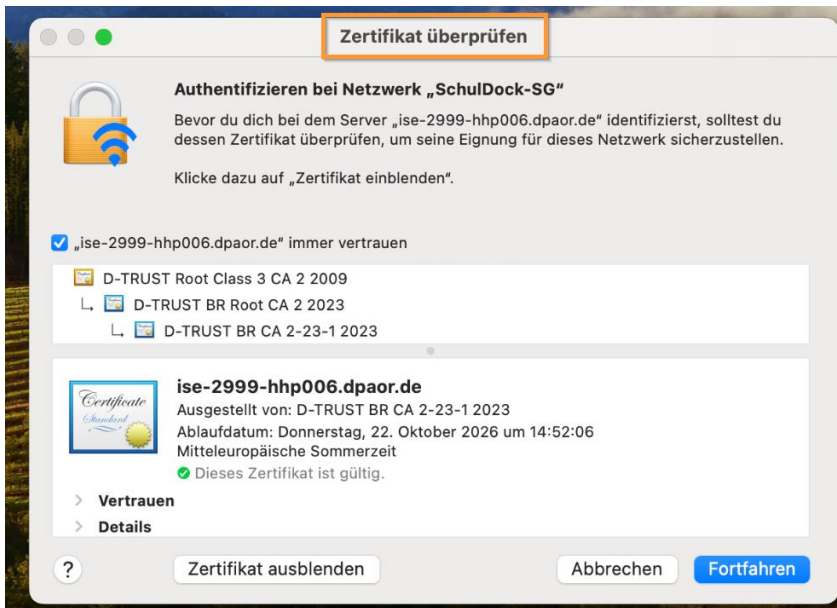 Zertifikat überprüfen
Authentifizieren bei Netzwerk „SchulDock-SG“
Bevor du dich bei dem Server „ise-2999-hhp006.dpaor.de“ identifizierst, solltest du
dessen Zertifikat überprüfen, um seine Eignung für dieses Netzwerk sicherzustellen.
Klicke dazu auf „Zertifikat einblenden“.
„ise-2999-hhp006.dpaor.de“ immer vertrauen
D-TRUST Root Class 3 CA 2 2009
D-TRUST BR Root CA 2 2023
D-TRUST BR CA 2-23-1 2023
Certificate
Standard
ise-2999-hhp006.dpaor.de
Ausgestellt von: D-TRUST BR CA 2-23-1 2023
Ablaufdatum: Donnerstag, 22. Oktober 2026 um 14:52:06
Mitteleuropäische Sommerzeit
Dieses Zertifikat ist gültig.
Vertrauen
Details
? Zertifikat ausblenden Abbrechen Fortfahren